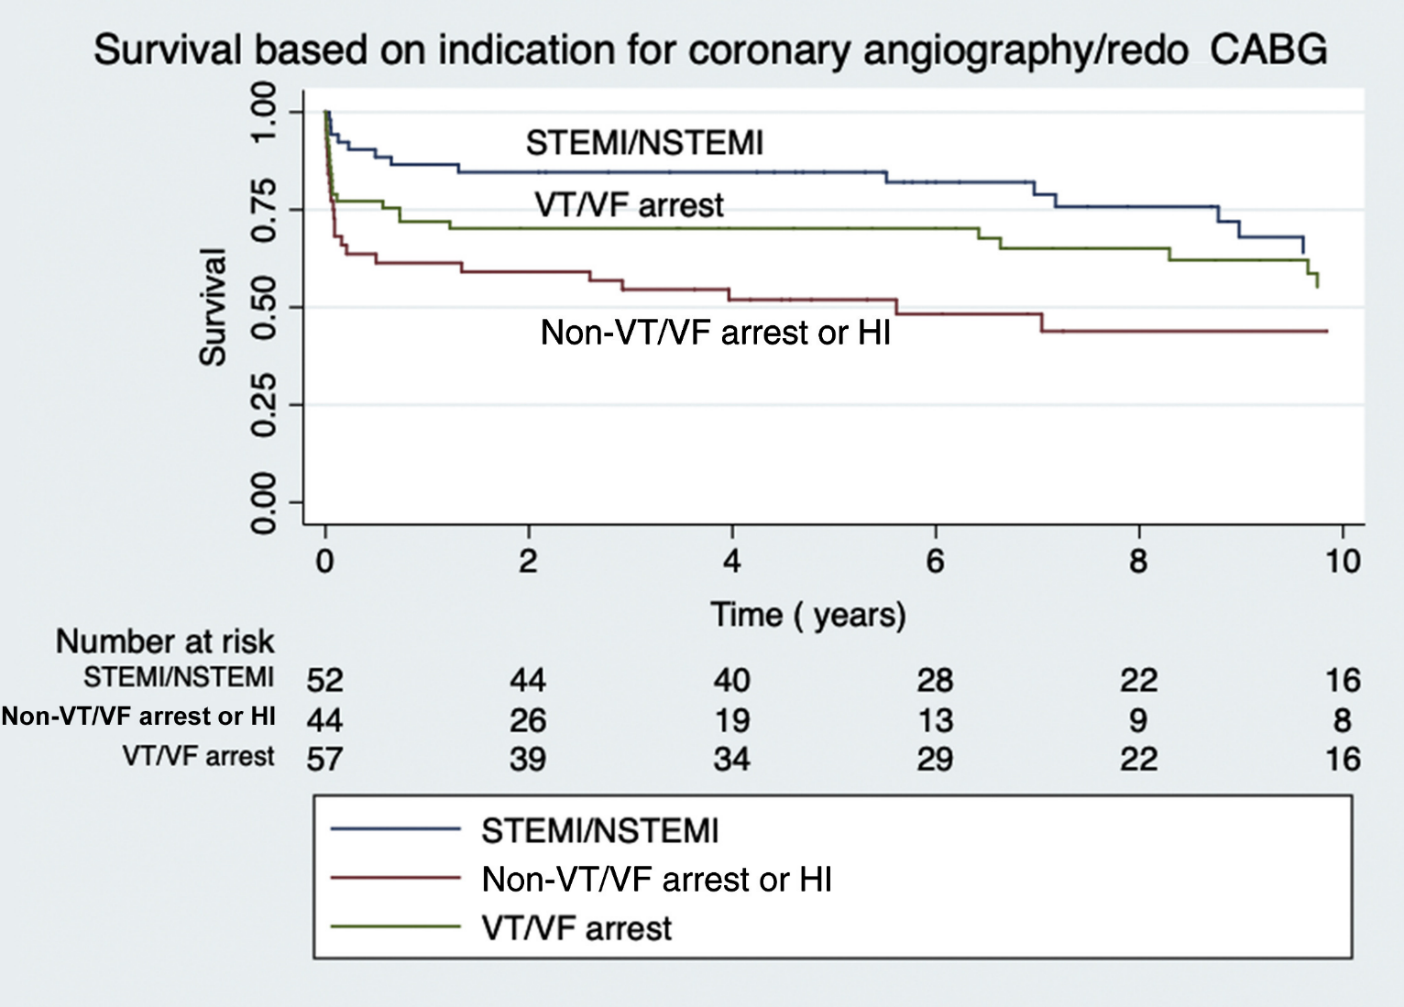 Survival based on indication for coronary angiography/redo CABG
1.00
0.75
0.50
0.25
0.00
Survival
STEMI/NSTEMI
VT/VF arrest
Non-VT/VF arrest or HI
0 2 4 6 8 10
Time ( years)
Number at risk
STEMI/NSTEMI 52 44 40 28 22 16
Non-VT/VF arrest or HI 44 26 19 13 9 8
VT/VF arrest 57 39 34 29 22 16
STEMI/NSTEMI
Non-VT/VF arrest or HI
VT/VF arrest